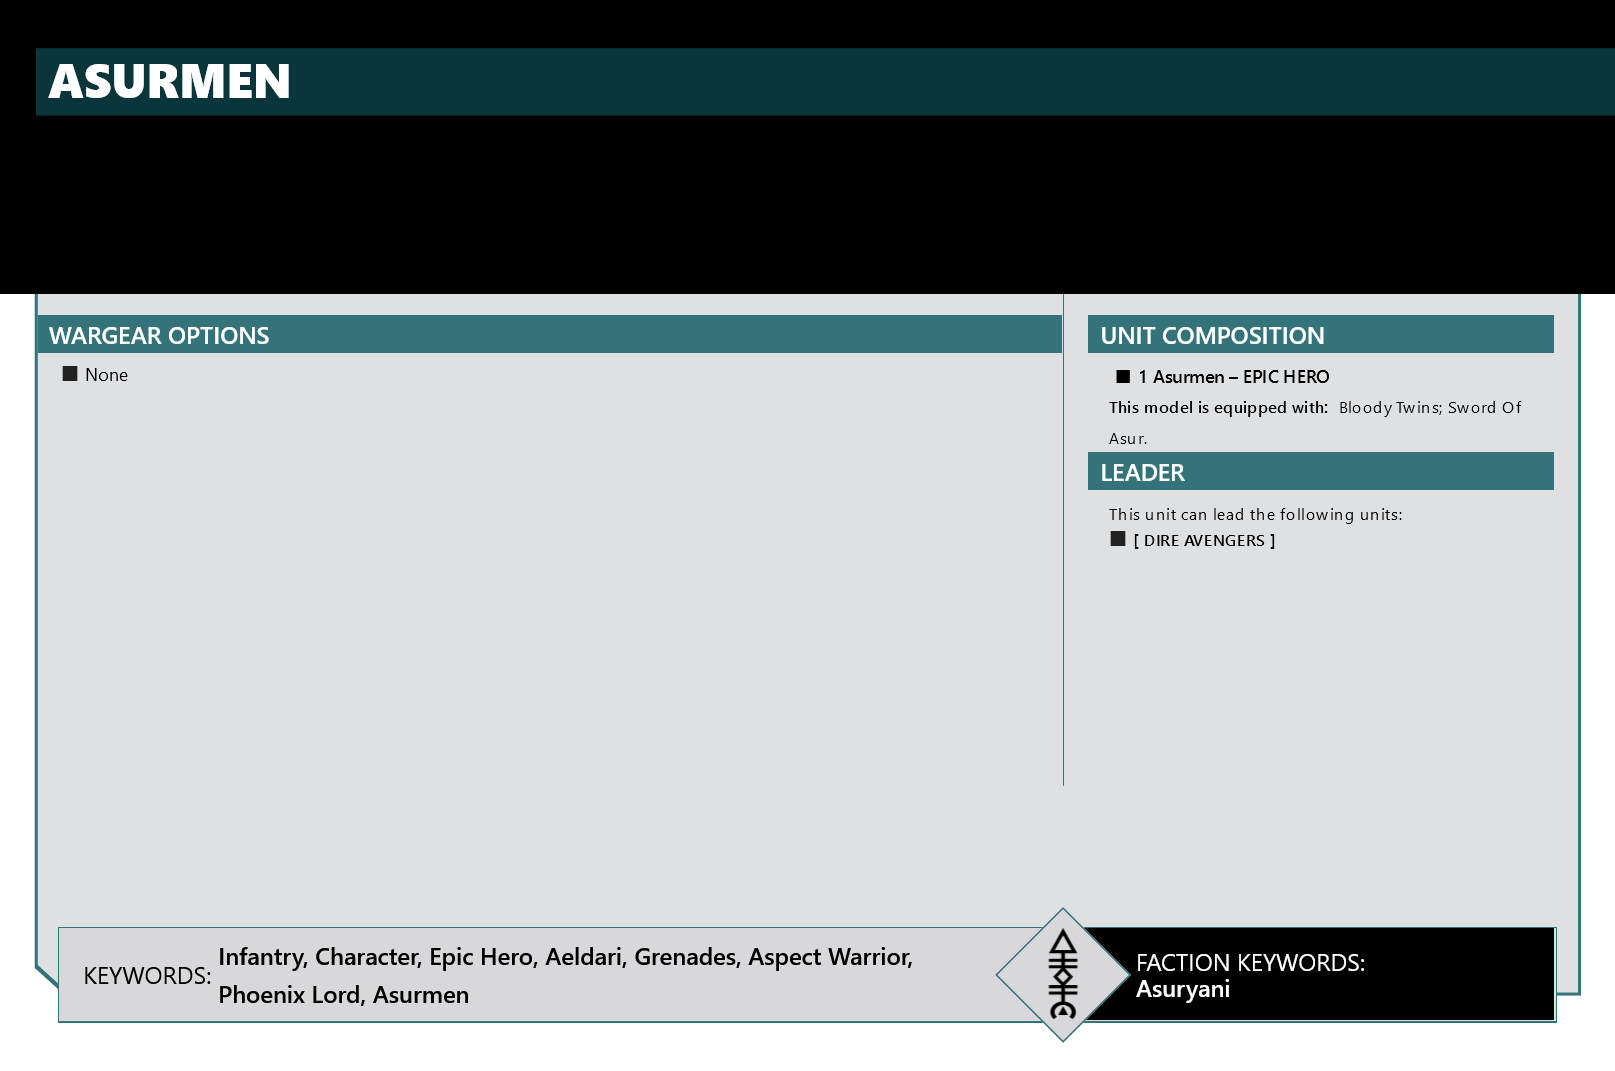 ASURMEN
WARGEAR OPTIONS
■ None
UNIT COMPOSITION
■ 1 Asurmen – EPIC HERO
This model is equipped with: Bloody Twins; Sword Of
Asur.
LEADER
This unit can lead the following units:
■ [ DIRE AVENGERS ]
KEYWORDS: Infantry, Character, Epic Hero, Aeldari, Grenades, Aspect Warrior,
Phoenix Lord, Asurmen
FACTION KEYWORDS:
Asuryani